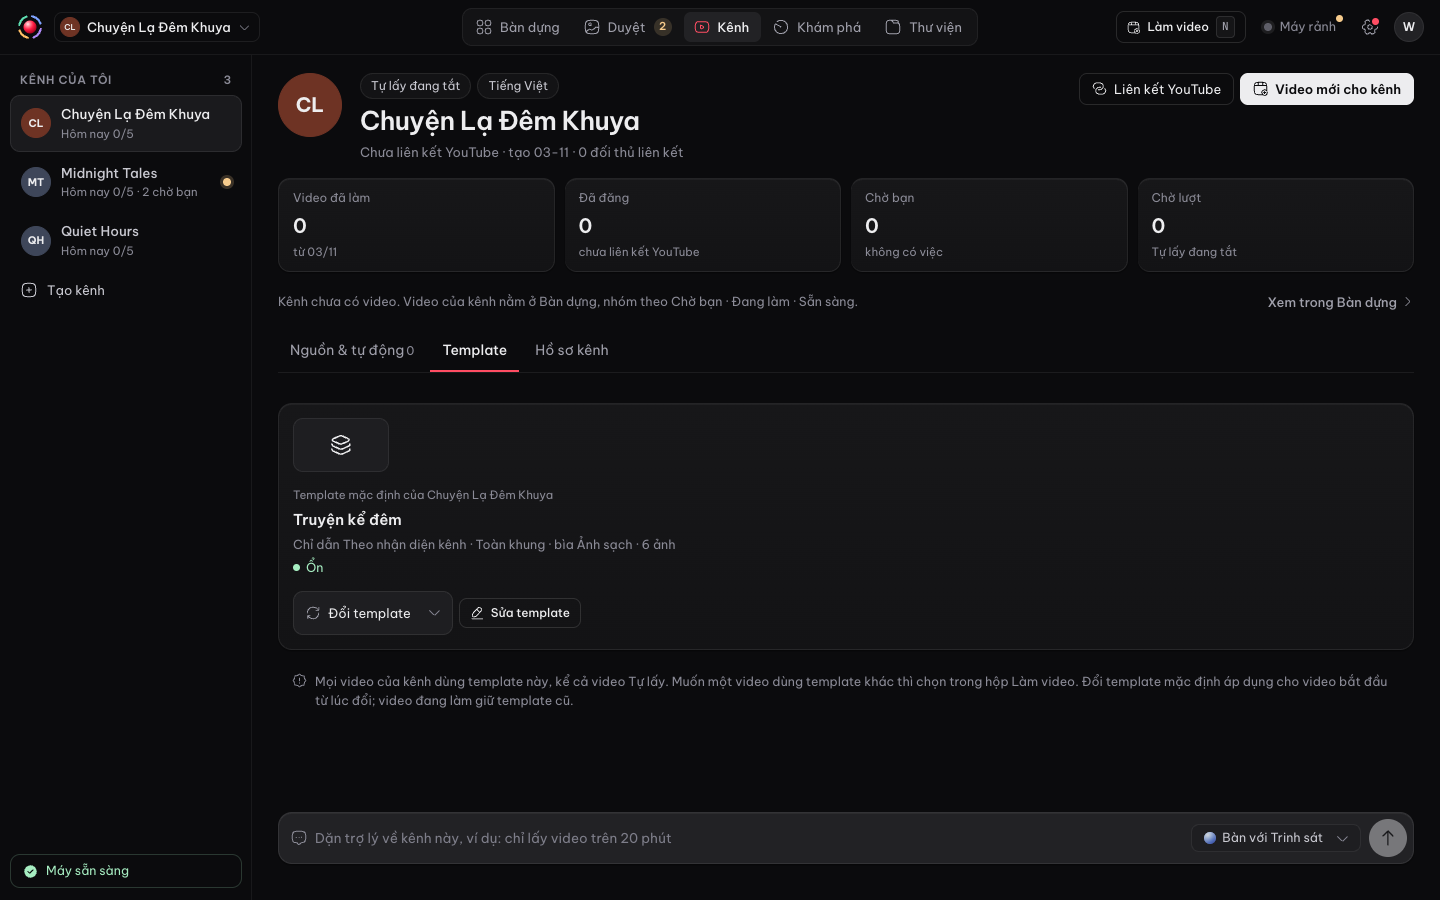 CL Chuyện Lạ Đêm Khuya
Bàn dựng
Duyệt 2
Kênh
Khám phá
Thư viện
Làm video N
Máy rảnh
W
KÊNH CỦA TÔI 3
CL
Chuyện Lạ Đêm Khuya
Hôm nay 0/5
MT
Midnight Tales
Hôm nay 0/5 · 2 chờ bạn
QH
Quiet Hours
Hôm nay 0/5
Tạo kênh
Máy sẵn sàng
CL
Tự lấy đang tắt
Tiếng Việt
Chuyện Lạ Đêm Khuya
Chưa liên kết YouTube · tạo 03-11 · 0 đối thủ liên kết
Liên kết YouTube
Video mới cho kênh
Video đã làm
0
từ 03/11
Đã đăng
0
chưa liên kết YouTube
Chờ bạn
0
không có việc
Chờ lượt
0
Tự lấy đang tắt
Kênh chưa có video. Video của kênh nằm ở Bàn dựng, nhóm theo Chờ bạn · Đang làm · Sẵn sàng.
Xem trong Bàn dựng
Nguồn & tự động 0
Template
Hồ sơ kênh
Template mặc định của Chuyện Lạ Đêm Khuya
Truyện kể đêm
Chỉ dẫn Theo nhận diện kênh · Toàn khung · bìa Ảnh sạch · 6 ảnh
Ổn
Đổi template
Sửa template
Mọi video của kênh dùng template này, kể cả video Tự lấy. Muốn một video dùng template khác thì chọn trong hộp Làm video. Đổi template mặc định áp dụng cho video bắt đầu
từ lúc đổi; video đang làm giữ template cũ.
Dặn trợ lý về kênh này, ví dụ: chỉ lấy video trên 20 phút
Bàn với Trinh sát